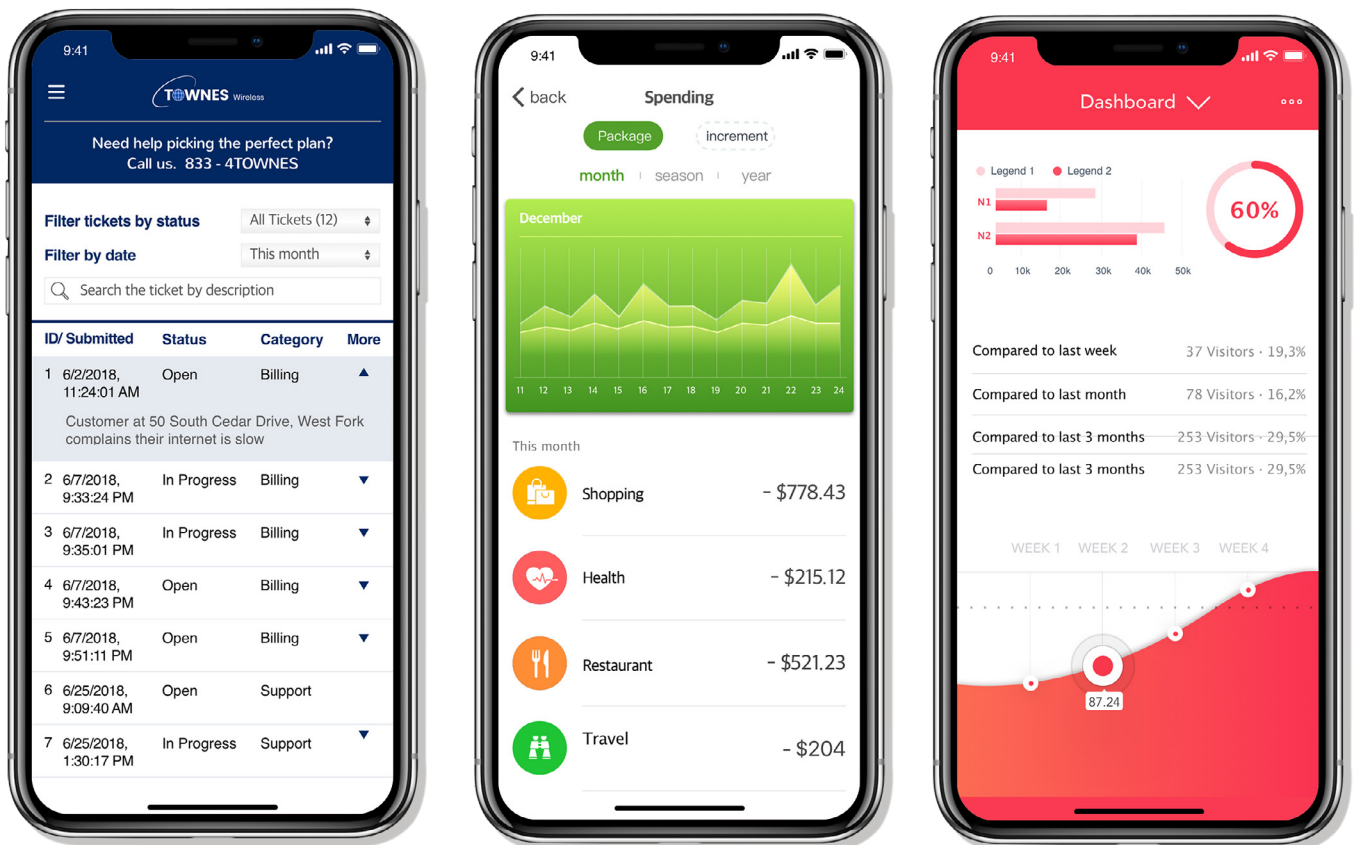 9:41
TOWNES Wireless
Need help picking the perfect plan?
Call us. 833 - 4TOWNES
Filter tickets by status All Tickets (12)
Filter by date This month
Search the ticket by description
ID/ Submitted Status Category More
1 6/2/2018, Open Billing
11:24:01 AM
Customer at 50 South Cedar Drive, West Fork
complains their internet is slow
2 6/7/2018, In Progress Billing
9:33:24 PM
3 6/7/2018, In Progress Billing
9:35:01 PM
4 6/7/2018, Open Billing
9:43:23 PM
5 6/7/2018, Open Billing
9:51:11 PM
6 6/25/2018, Open Support
9:09:40 AM
7 6/25/2018, In Progress Support
1:30:17 PM
9:41
back Spending
Package increment
month season year
December
11 12 13 14 15 16 17 18 19 20 21 22 23 24
This month
Shopping - $778.43
Health - $215.12
Restaurant - $521.23
Travel - $204
9:41
Dashboard
Legend 1 Legend 2
N1
60%
N2
0 10k 20k 30k 40k 50k
Compared to last week 37 Visitors · 19,3%
Compared to last month 78 Visitors · 16,2%
Compared to last 3 months 253 Visitors · 29,5%
Compared to last 3 months 253 Visitors · 29,5%
WEEK 1 WEEK 2 WEEK 3 WEEK 4
87.24